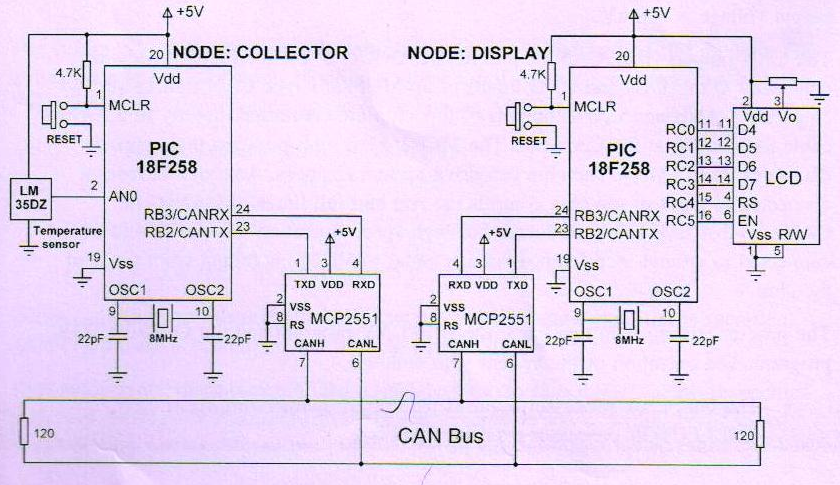 +5V
+5V
NODE: COLLECTOR
NODE: DISPLAY
20
20
4.7K
Vdd
4.7K
Vdd
1
MCLR
1
MCLR
2
3
Vdd
Vo
RESET
RESET
PIC
18F258
PIC
18F258
RC0 11 11 D4
RC1 12 12 D5
RC2 13 13 D6
RC3 14 14 D7
RC4 15 4 RS
RC5 16 6 EN
LCD
Vss R/W
1
5
LM
35DZ
2
AN0
Temperature
sensor
RB3/CANRX 24
RB2/CANTX 23
24 RB3/CANRX
23 RB2/CANTX
+5V
+5V
19
Vss
19
Vss
1
3
4
TXD VDD RXD
4
3
1
RXD VDD TXD
OSC1
OSC2
OSC1
OSC2
2
VSS
8
RS
MCP2551
2
VSS
8
RS
MCP2551
9
10
9
10
22pF
8MHz
22pF
22pF
8MHz
22pF
CANH
CANL
CANH
CANL
7
6
7
6
120
CAN Bus
120